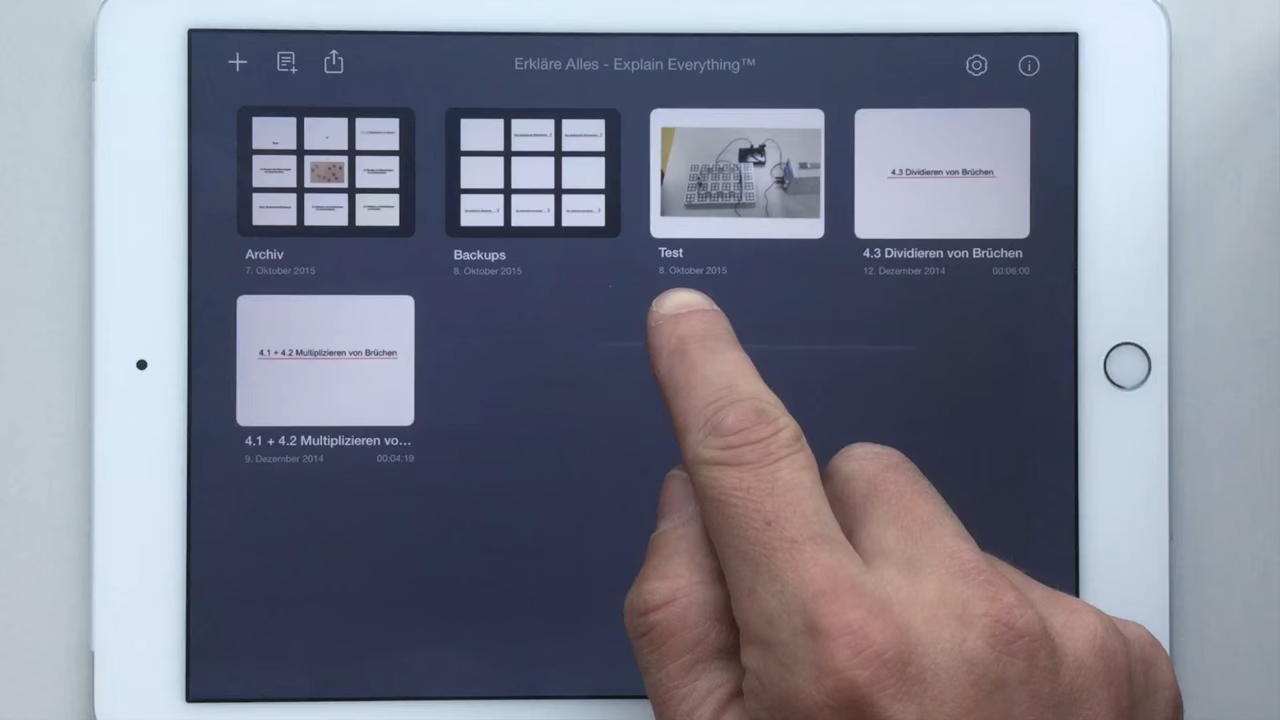 Erkläre Alles - Explain Everything™
4.3 Dividieren von Brüchen
Archiv
7. Oktober 2015
Backups
8. Oktober 2015
Test
8. Oktober 2015
4.3 Dividieren von Brüchen
12. Dezember 2014 00:06:00
4.1 + 4.2 Multiplizieren von Brüchen
4.1 + 4.2 Multiplizieren vo...
9. Dezember 2014 00:04:19